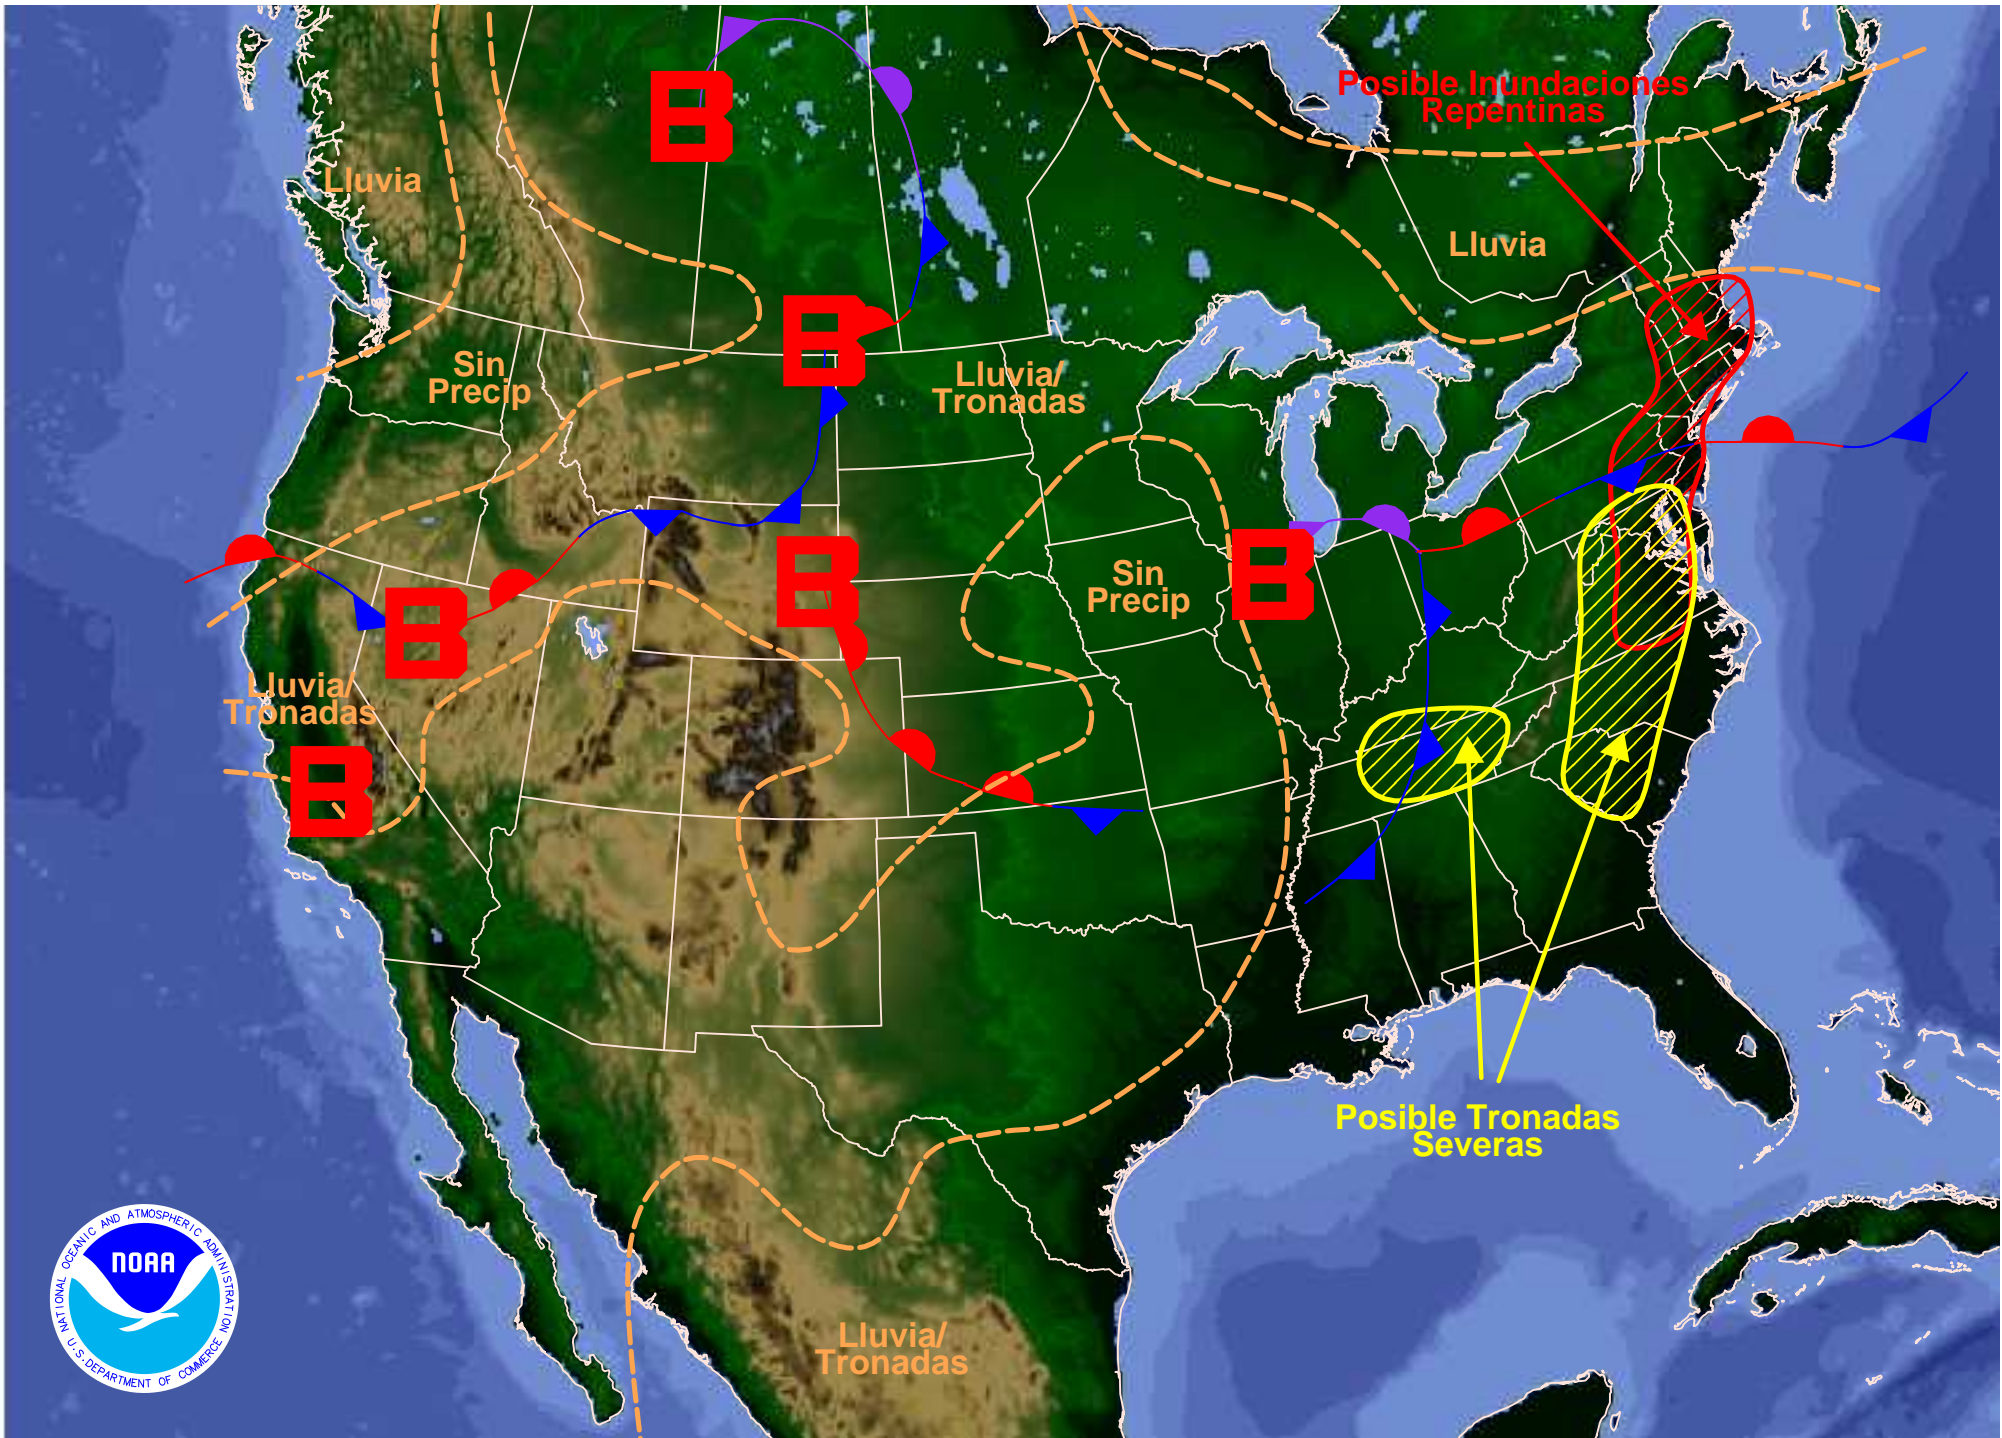 Posible Inundaciones
Repentinas
B
Lluvia
Lluvia
B
Sin
Precip
Lluvia/
Tronadas
B
B
Sin
Precip
B
B
Lluvia/
Tronadas
B
Posible Tronadas
Severas
Lluvia/
Tronadas
NATIONAL OCEANIC AND ATMOSPHERIC ADMINISTRATION
NOAA
U.S. DEPARTMENT OF COMMERCE